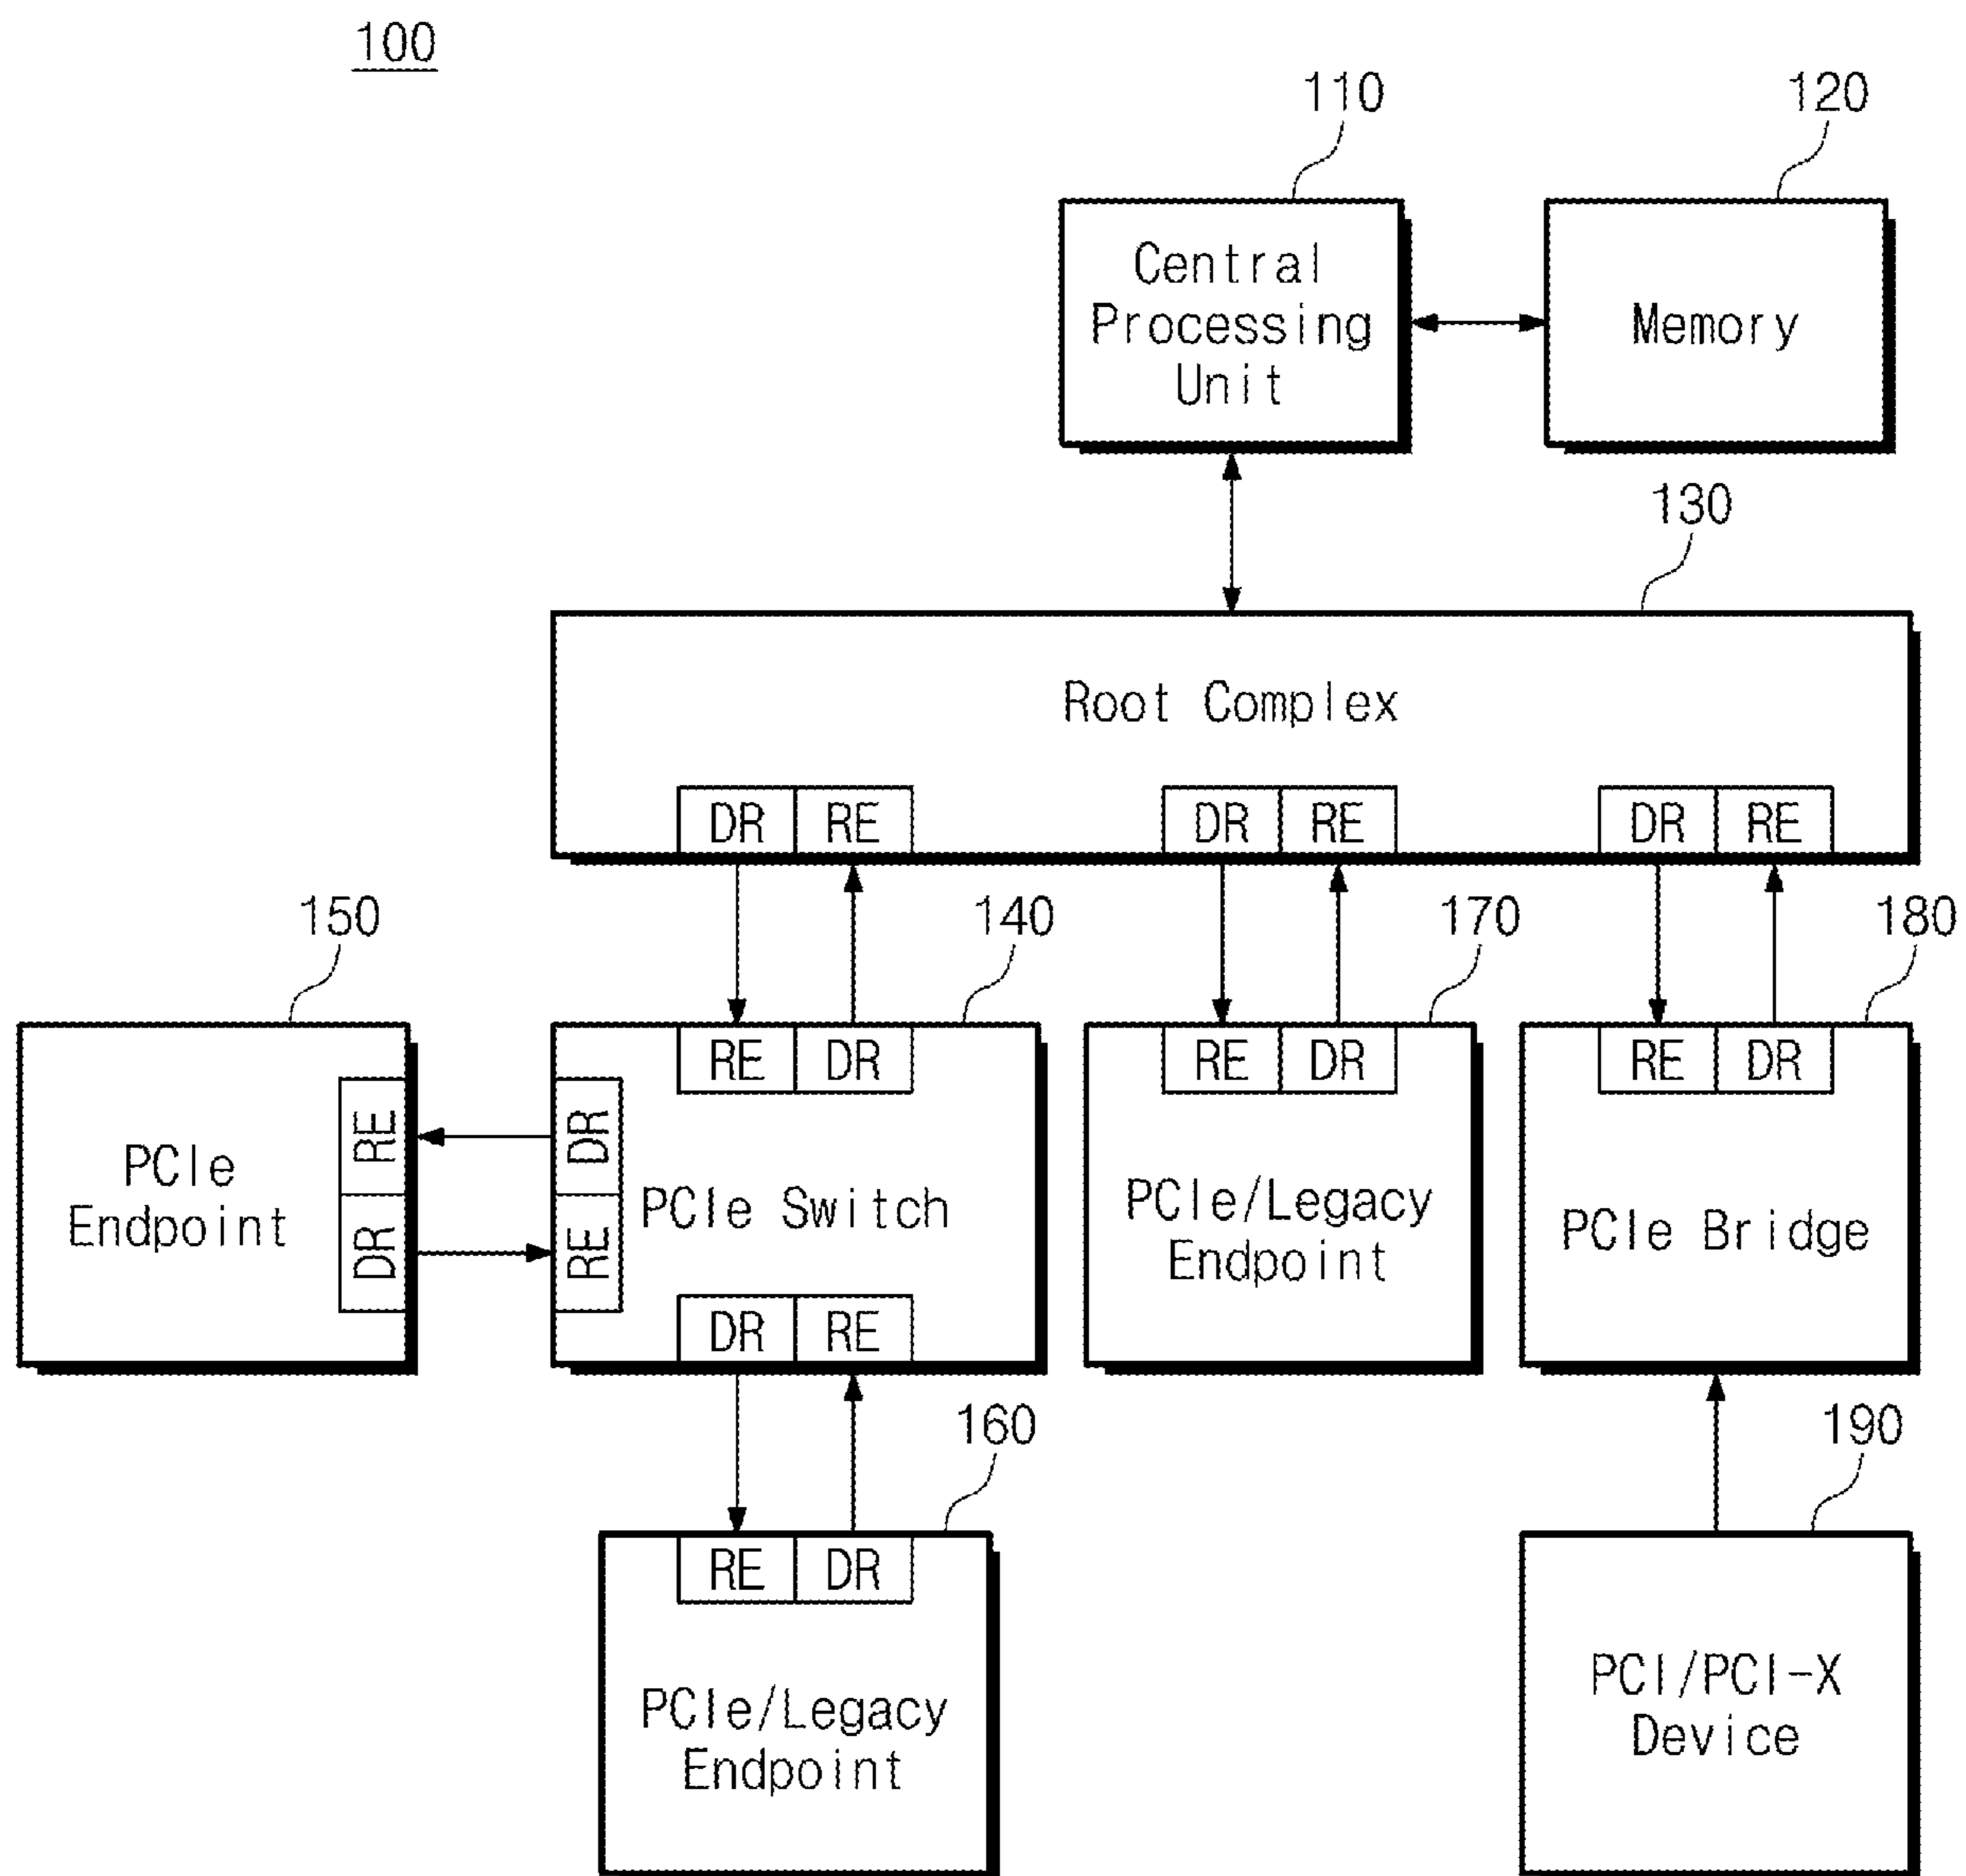 100
110
120
Central
Processing
Unit
Memory
130
Root Complex
DR RE
DR RE
DR RE
150
140
170
180
RE DR
RE DR
RE DR
PCIe
Endpoint
RE
DR
DR
RE
PCIe Switch
DR RE
PCIe/Legacy
Endpoint
PCIe Bridge
160
190
RE DR
PCIe/Legacy
Endpoint
PCI/PCI-X
Device